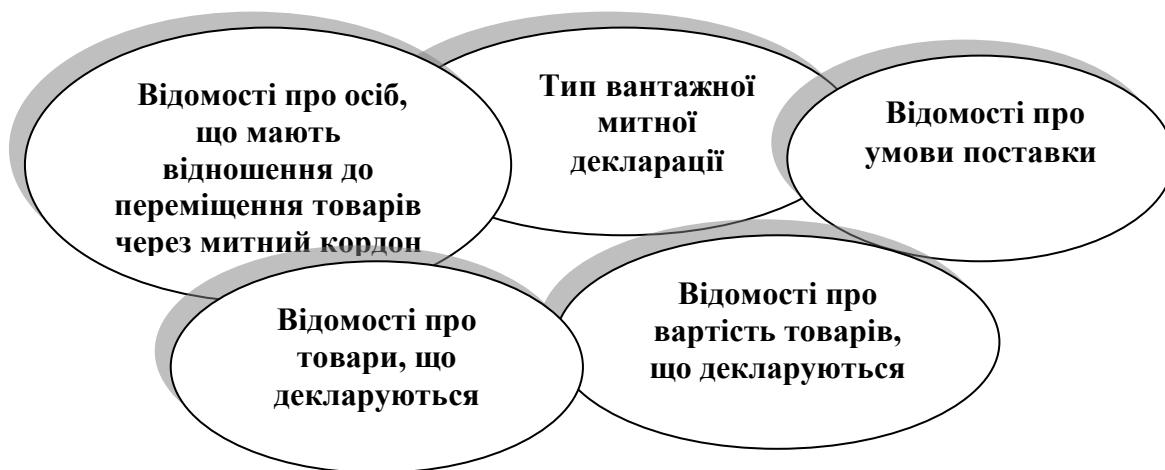 Відомості про осіб,
що мають
відношення до
переміщення товарів
через митний кордон
Тип вантажної
митної
декларації
Відомості про
умови поставки
Відомості про
товари, що
декларуються
Відомості про
вартість товарів,
що декларуються